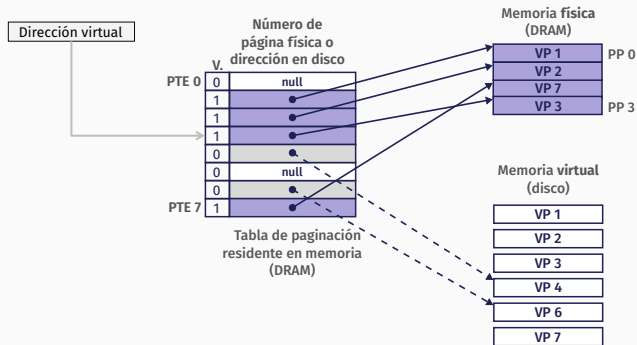 Dirección virtual
Número de
página física o
dirección en disco
V.
PTE 0
0
null
1
1
1
0
0
null
0
PTE 7
1
Tabla de paginación
residente en memoria
(DRAM)
Memoria física
(DRAM)
VP 1
PP 0
VP 2
VP 7
VP 3
PP 3
Memoria virtual
(disco)
VP 1
VP 2
VP 3
VP 4
VP 6
VP 7